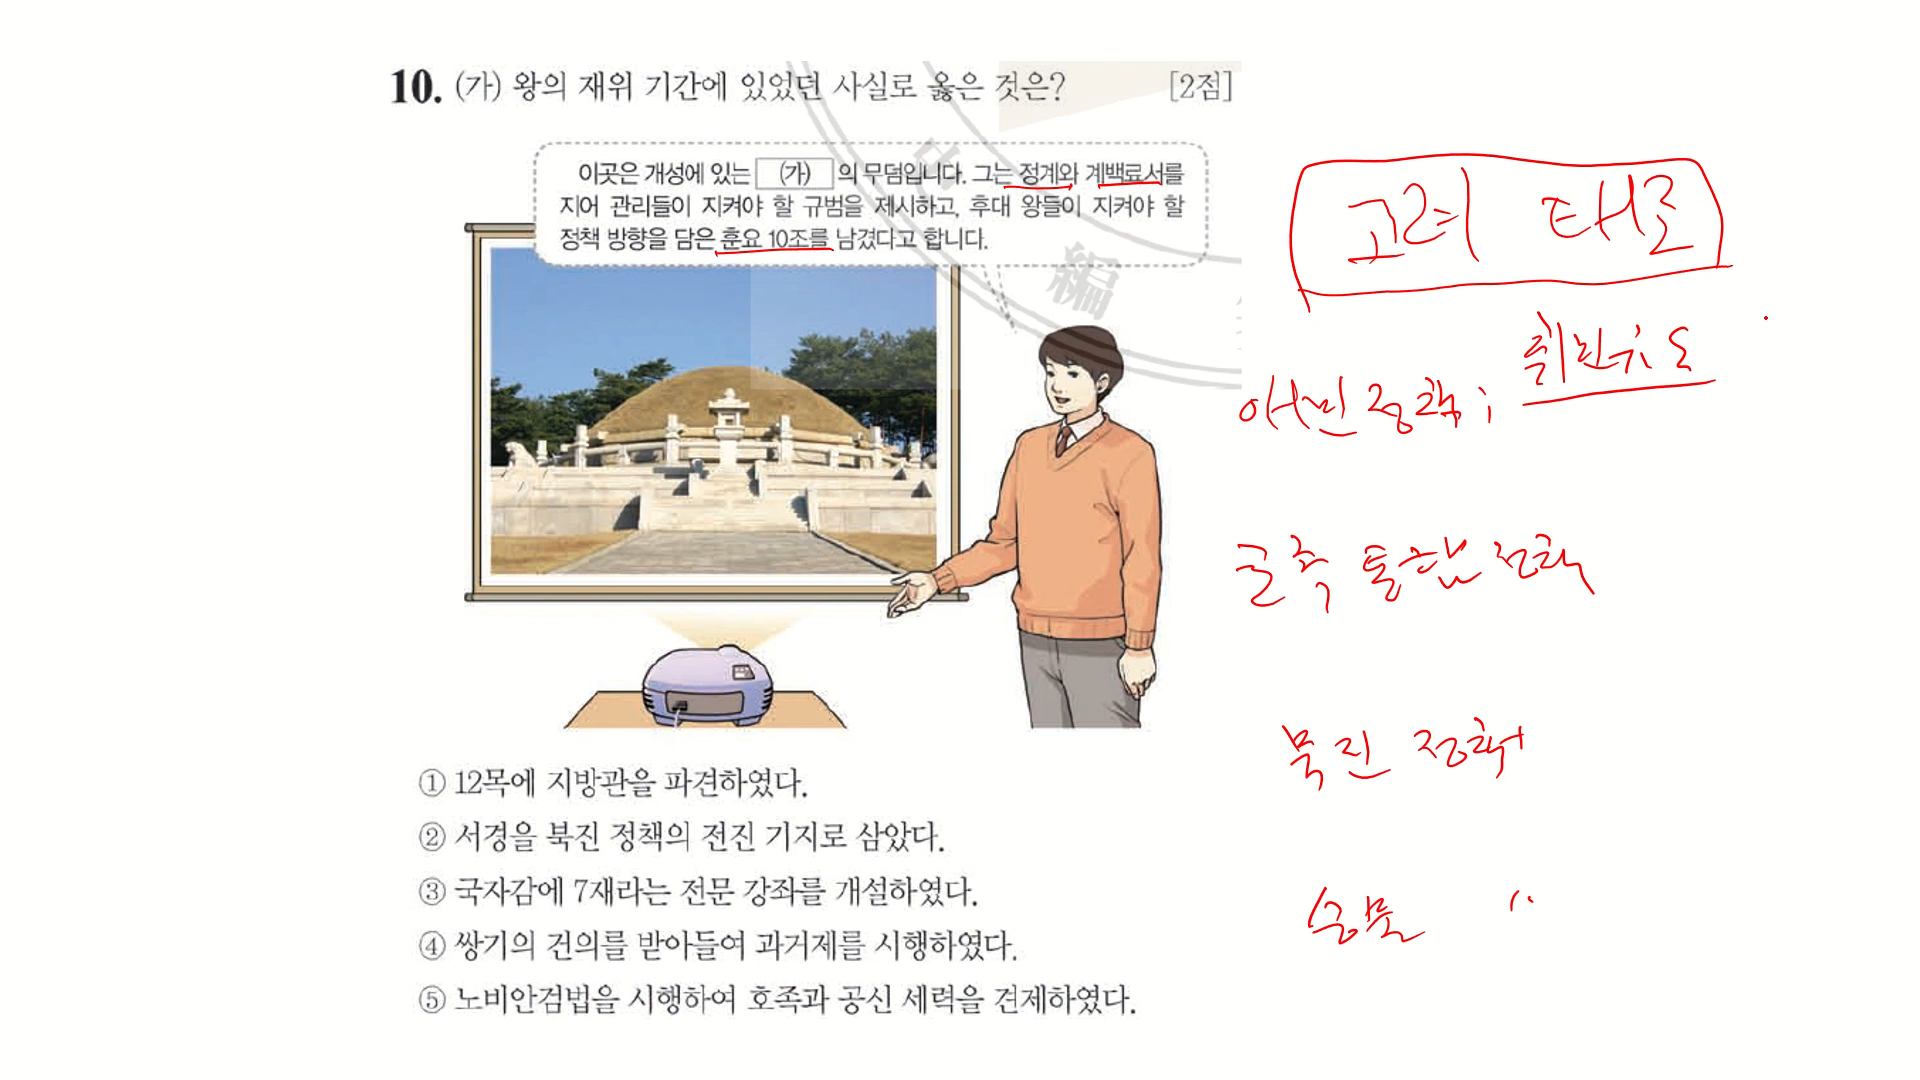 10. (가) 왕의 재위 기간에 있었던 사실로 옳은 것은? [2점]
이곳은 개성에 있는 (가) 의 무덤입니다. 그는 정계와 계백료서를
지어 관리들이 지켜야 할 규범을 제시하고, 후대 왕들이 지켜야 할
정책 방향을 담은 훈요 10조를 남겼다고 합니다.
編
① 12목에 지방관을 파견하였다.
② 서경을 북진 정책의 전진 기지로 삼았다.
③ 국자감에 7재라는 전문 강좌를 개설하였다.
④ 쌍기의 건의를 받아들여 과거제를 시행하였다.
⑤ 노비안검법을 시행하여 호족과 공신 세력을 견제하였다.
고려 태조
취민유도
애민정책 ;
통합 정책
북진 정책
숭불 "